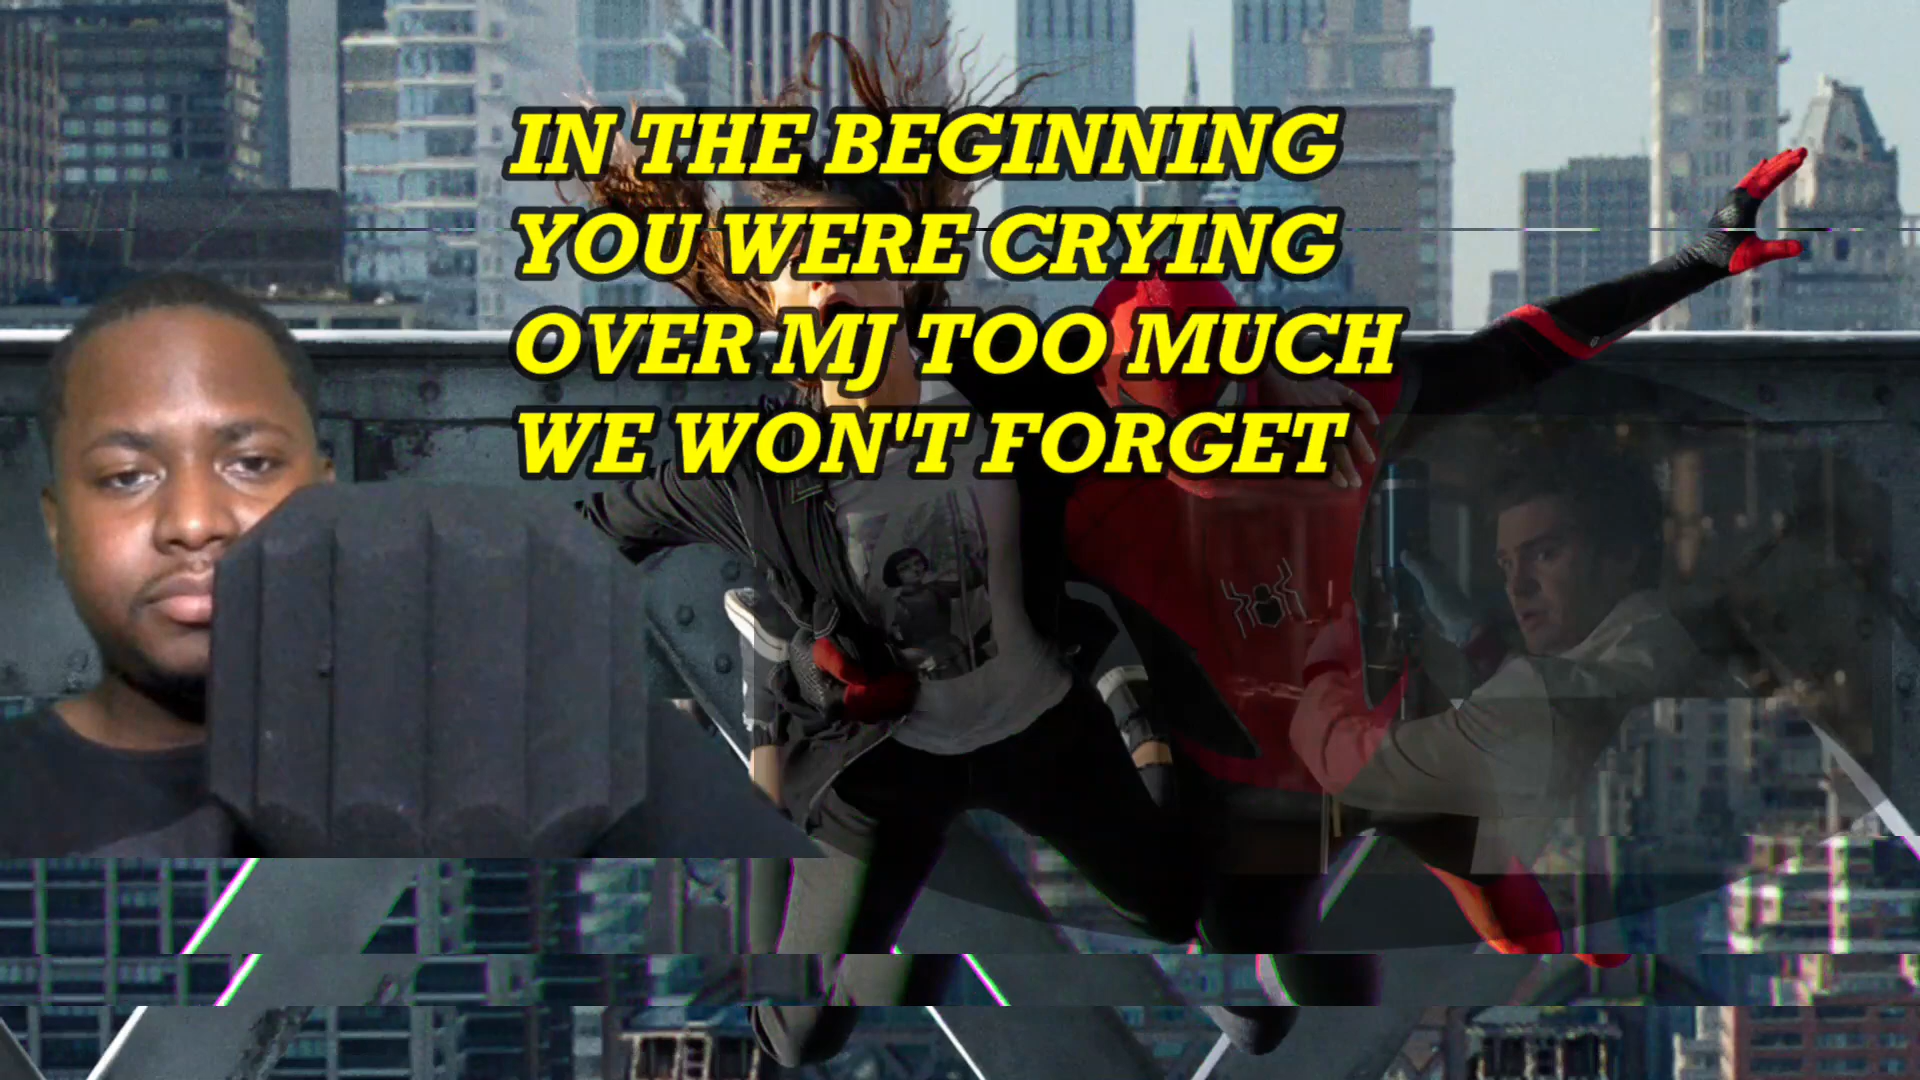 IN THE BEGINNING
YOU WERE CRYING
OVER MJ TOO MUCH
WE WON'T FORGET